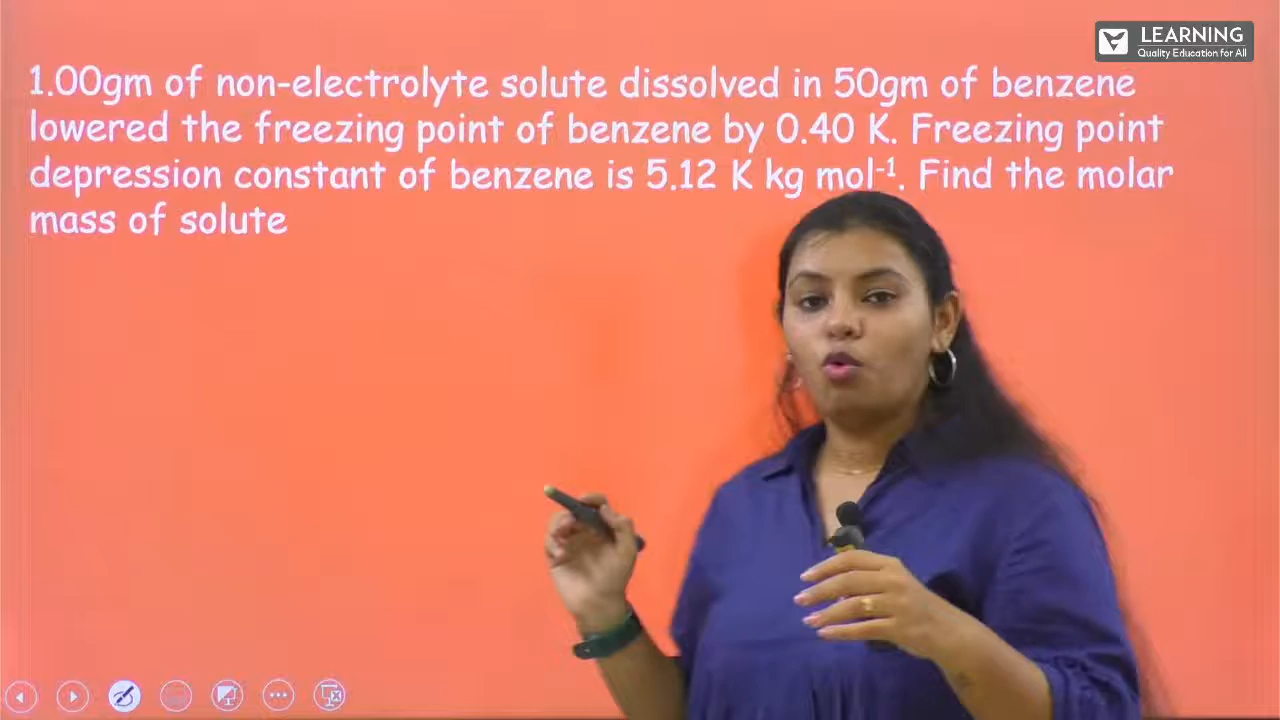 LEARNING
Quality Education for All
1.00gm of non-electrolyte solute dissolved in 50gm of benzene
lowered the freezing point of benzene by 0.40 K. Freezing point
depression constant of benzene is 5.12 K kg mol⁻¹. Find the molar
mass of solute